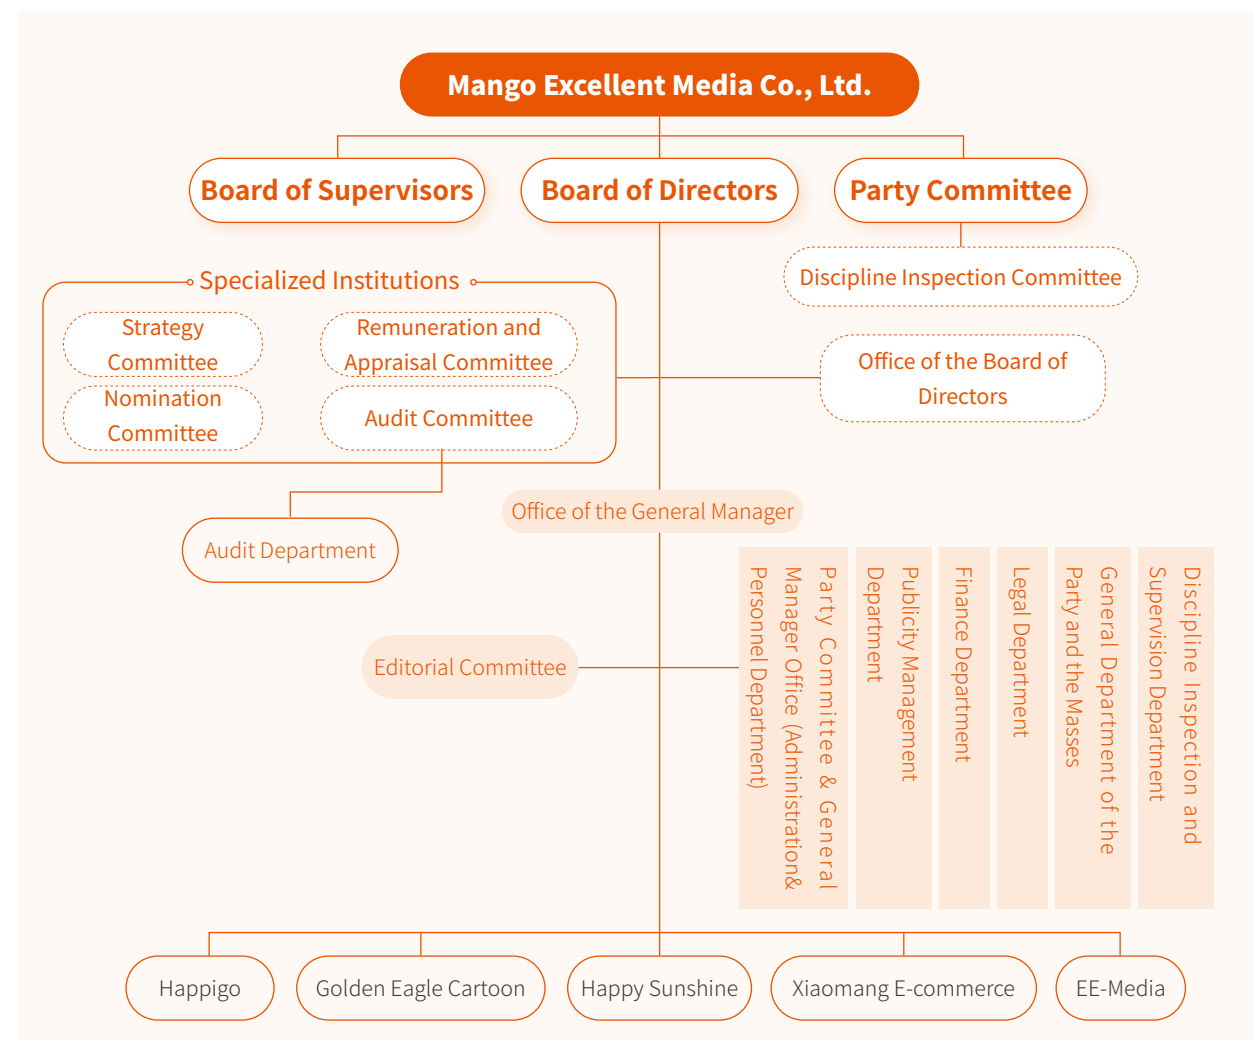 Mango Excellent Media Co., Ltd.
Board of Supervisors
Board of Directors
Party Committee
Discipline Inspection Committee
Specialized Institutions
Strategy
Committee
Remuneration and
Appraisal Committee
Nomination
Committee
Audit Committee
Office of the Board of
Directors
Office of the General Manager
Audit Department
Editorial Committee
Party Committee & General
Manager Office (Administration&
Personnel Department)
Publicity Management
Department
Finance Department
Legal Department
General Department of the
Party and the Masses
Discipline Inspection and
Supervision Department
Happigo
Golden Eagle Cartoon
Happy Sunshine
Xiaomang E-commerce
EE-Media